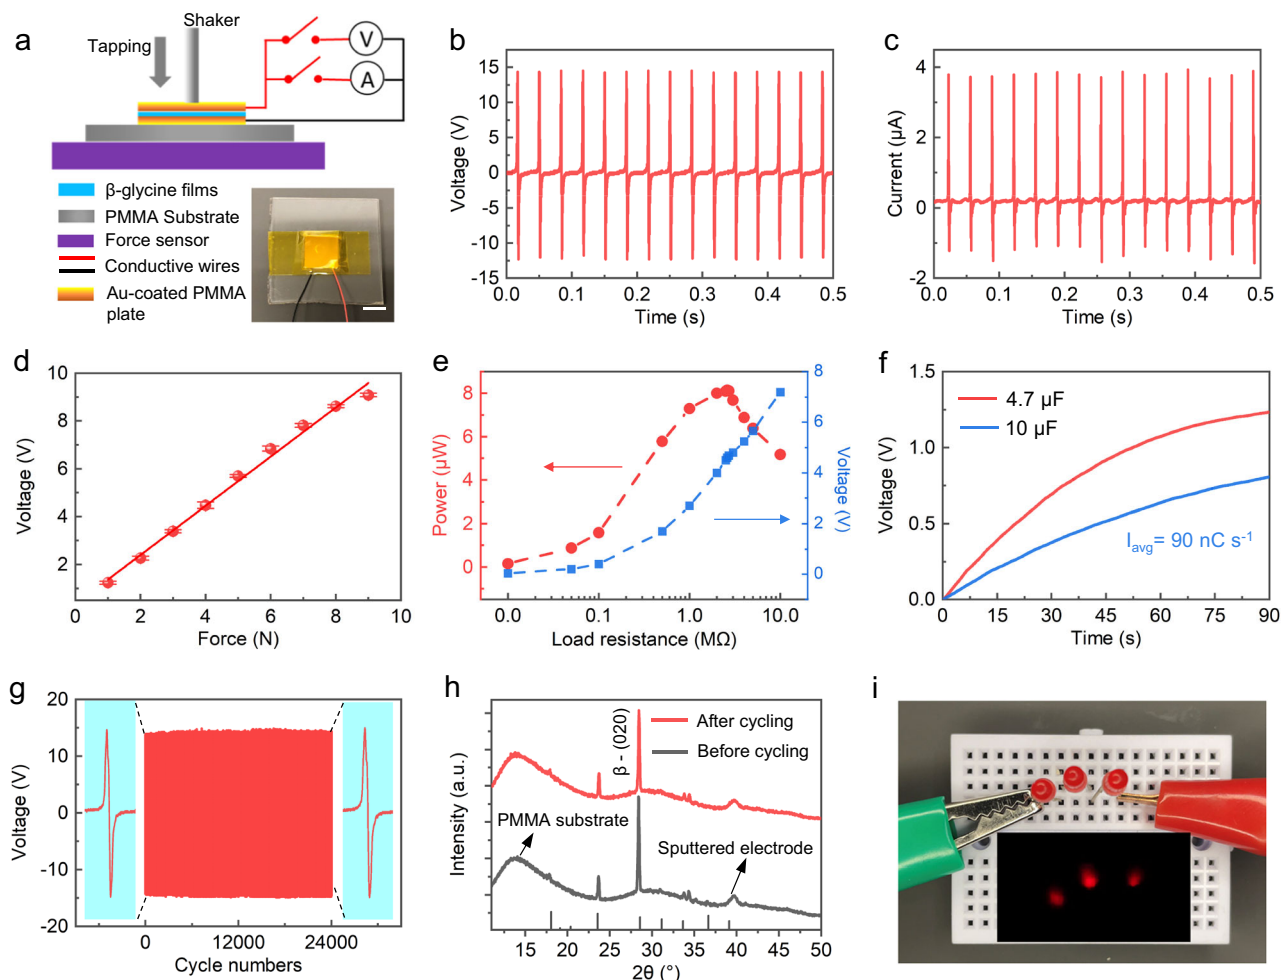 a
Shaker
Tapping
V
A
β-glycine films
PMMA Substrate
Force sensor
Conductive wires
Au-coated PMMA
plate
b
Voltage (V)
15
10
5
0
-5
-10
-15
0.0 0.1 0.2 0.3 0.4 0.5
Time (s)
c
Current (μA)
4
2
0
-2
0.0 0.1 0.2 0.3 0.4 0.5
Time (s)
d
Voltage (V)
10
8
6
4
2
0 2 4 6 8 10
Force (N)
e
Power (μW)
8
6
4
2
0
8
6
4
2
0
Voltage (V)
0.0 0.1 1.0 10.0
Load resistance (MΩ)
f
Voltage (V)
1.5
1.0
0.5
0.0
4.7 μF
10 μF
Iavg= 90 nC s-1
0 15 30 45 60 75 90
Time (s)
g
Voltage (V)
20
10
0
-10
-20
0 12000 24000
Cycle numbers
h
Intensity (a.u.)
β - (020)
After cycling
Before cycling
PMMA substrate
Sputtered electrode
15 20 25 30 35 40 45 50
2θ (°)
i